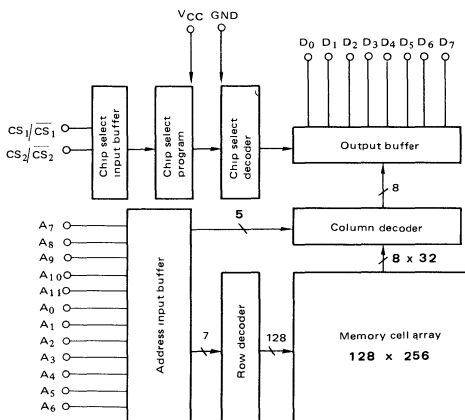 VCC GND
D0 D1 D2 D3 D4 D5 D6 D7
CS1/CS1
CS2/CS2
Chip select
input buffer
Chip select
program
Chip select
decoder
Output buffer
8
Column decoder
5
8 x 32
A7
A8
A9
A10
A11
A0
A1
A2
A3
A4
A5
A6
Address input buffer
7
Row decoder
128
Memory cell array
128 x 256